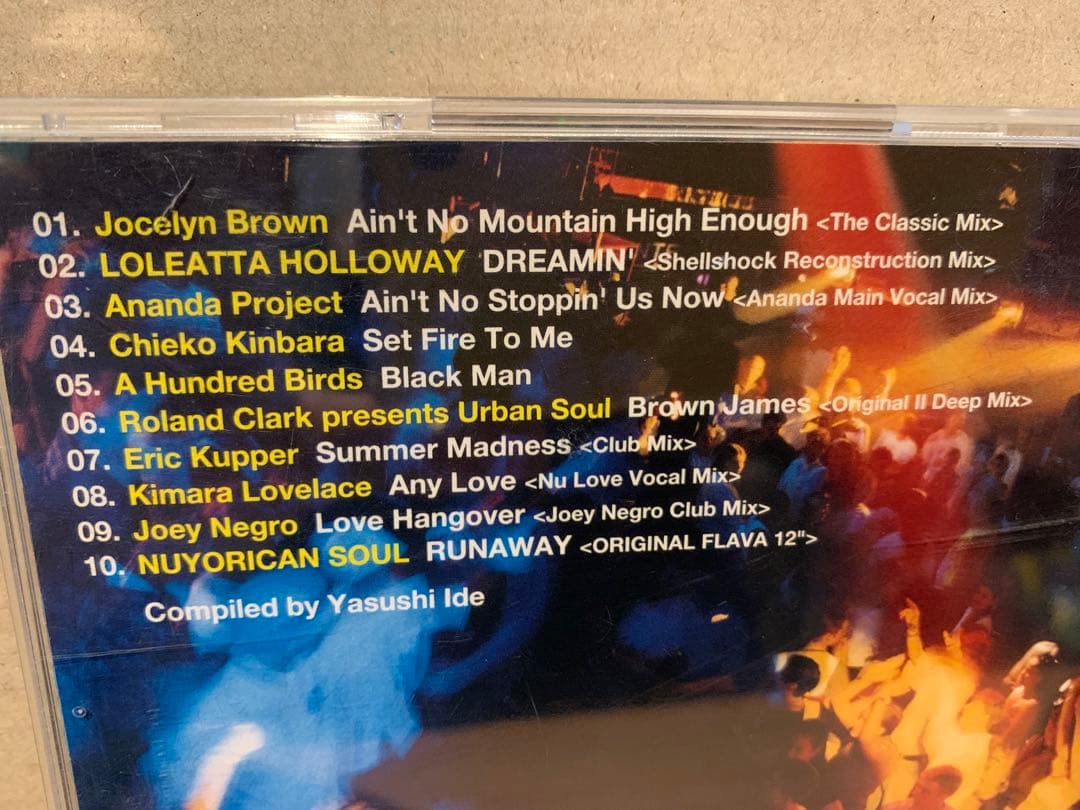 01. Jocelyn Brown Ain't No Mountain High Enough <The Classic Mix>
02. LOLEATTA HOLLOWAY DREAMIN' <Shellshock Reconstruction Mix>
03. Ananda Project Ain't No Stoppin' Us Now <Ananda Main Vocal Mix>
04. Chieko Kinbara Set Fire To Me
05. A Hundred Birds Black Man
06. Roland Clark presents Urban Soul Brown James <Original II Deep Mix>
07. Eric Kupper Summer Madness <Club Mix>
08. Kimara Lovelace Any Love <Nu Love Vocal Mix>
09. Joey Negro Love Hangover <Joey Negro Club Mix>
10. NUYORICAN SOUL RUNAWAY <ORIGINAL FLAVA 12">
Compiled by Yasushi Ide